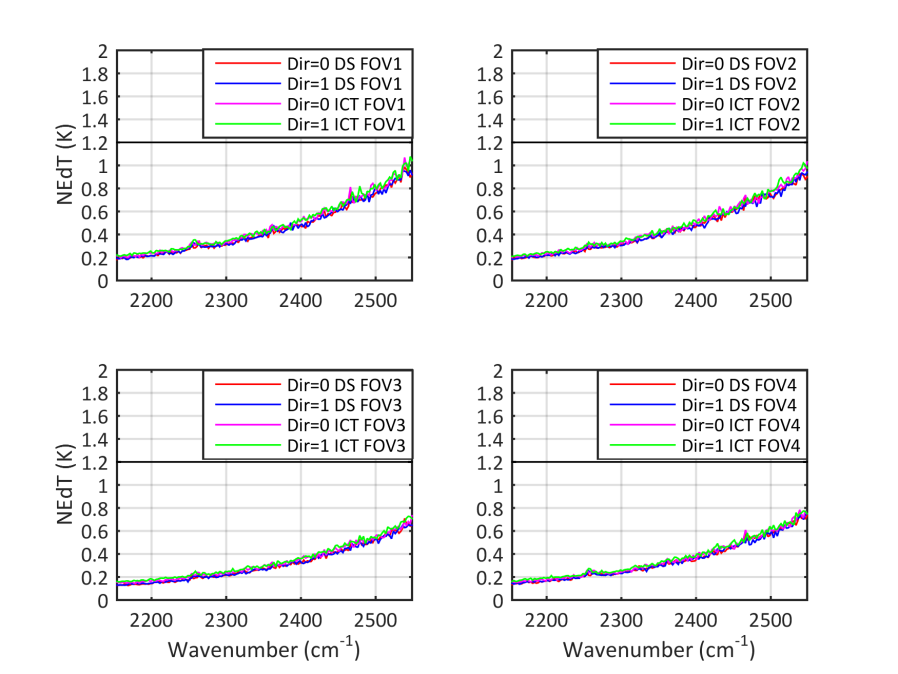 2
1.8
1.6
1.4
1.2
1
0.8
0.6
0.4
0.2
0
NEdT (K)
2200 2300 2400 2500
Dir=0 DS FOV1
Dir=1 DS FOV1
Dir=0 ICT FOV1
Dir=1 ICT FOV1
2
1.8
1.6
1.4
1.2
1
0.8
0.6
0.4
0.2
0
2200 2300 2400 2500
Dir=0 DS FOV2
Dir=1 DS FOV2
Dir=0 ICT FOV2
Dir=1 ICT FOV2
2
1.8
1.6
1.4
1.2
1
0.8
0.6
0.4
0.2
0
NEdT (K)
2200 2300 2400 2500
Wavenumber (cm⁻¹)
Dir=0 DS FOV3
Dir=1 DS FOV3
Dir=0 ICT FOV3
Dir=1 ICT FOV3
2
1.8
1.6
1.4
1.2
1
0.8
0.6
0.4
0.2
0
2200 2300 2400 2500
Wavenumber (cm⁻¹)
Dir=0 DS FOV4
Dir=1 DS FOV4
Dir=0 ICT FOV4
Dir=1 ICT FOV4